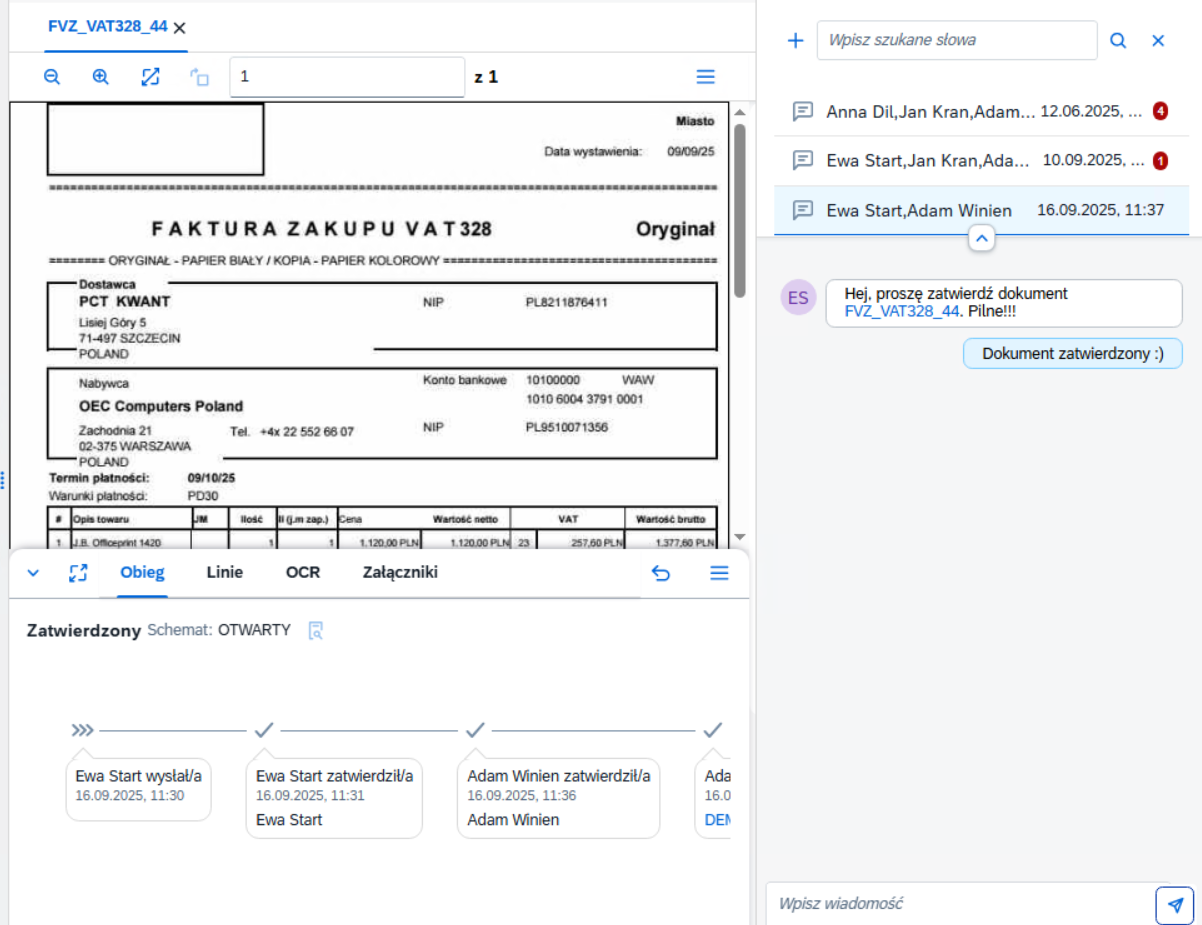 FVZ_VAT328_44
1
z 1
Miasto
Data wystawienia: 09/09/25
FAKTURA ZAKUPU VAT328 Oryginał
======== ORYGINAŁ - PAPIER BIAŁY / KOPIA - PAPIER KOLOROWY ========
Dostawca
PCT KWANT NIP PL8211876411
Lisiej Góry 5
71-497 SZCZECIN
POLAND
Nabywca Konto bankowe 10100000 WAW
1010 6004 3791 0001
OEC Computers Poland
Zachodnia 21 Tel. +4x 22 552 66 07 NIP PL9510071356
02-375 WARSZAWA
POLAND
Termin płatności: 09/10/25
Warunki płatności: PD30
# Opis towaru JM Ilość Il (j.m zap.) Cena Wartość netto VAT Wartość brutto
1 J.B. Officeprint 1420 1 1 1.120,00 PLN 1.120,00 PLN 23 257,60 PLN 1.377,60 PLN
Obieg Linie OCR Załączniki
Zatwierdzony Schemat: OTWARTY
Ewa Start wysłał/a
16.09.2025, 11:30
Ewa Start zatwierdził/a
16.09.2025, 11:31
Ewa Start
Adam Winien zatwierdził/a
16.09.2025, 11:36
Adam Winien
Ada
16.0
DEM
Wpisz szukane słowa
Anna Dil,Jan Kran,Adam... 12.06.2025, ... 4
Ewa Start,Jan Kran,Ada... 10.09.2025, ... 1
Ewa Start,Adam Winien 16.09.2025, 11:37
ES
Hej, proszę zatwierdź dokument
FVZ_VAT328_44. Pilne!!!
Dokument zatwierdzony :)
Wpisz wiadomość